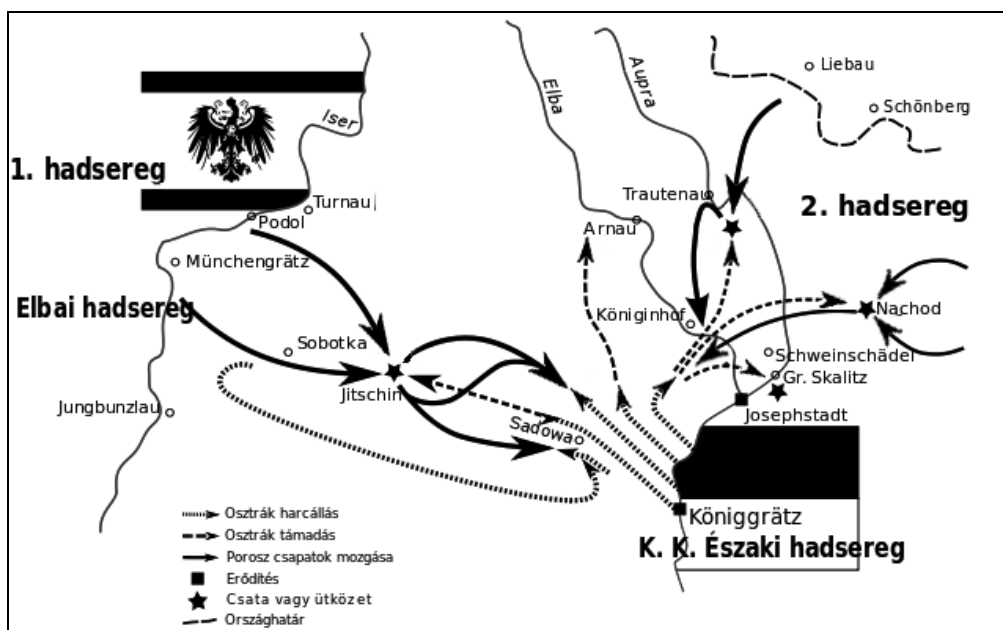 Liebau
Schönberg
Elba
Aupra
Iser
1. hadsereg
Turnau
Podol
Trautenau
2. hadsereg
Arnau
Münchengrätz
Elbai hadsereg
Königinhof
Nachod
Sobotka
Schweinschädel
Gr. Skalitz
Jitschin
Jungbunzlau
Josephstadt
Sadowa
Königgrätz
K. K. Északi hadsereg
Osztrák harcállás
Osztrák támadás
Porosz csapatok mozgása
Erődítés
Csata vagy ütközet
Országhatár